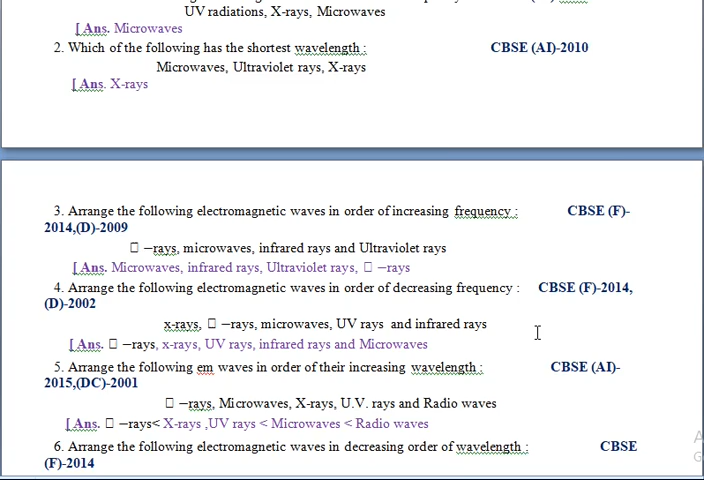 UV radiations, X-rays, Microwaves
[Ans. Microwaves
2. Which of the following has the shortest wavelength : CBSE (AI)-2010
Microwaves, Ultraviolet rays, X-rays
[Ans. X-rays
3. Arrange the following electromagnetic waves in order of increasing frequency : CBSE (F)-
2014,(D)-2009
□ −rays, microwaves, infrared rays and Ultraviolet rays
[Ans. Microwaves, infrared rays, Ultraviolet rays, □ −rays
4. Arrange the following electromagnetic waves in order of decreasing frequency : CBSE (F)-2014,
(D)-2002
x-rays, □ −rays, microwaves, UV rays and infrared rays
[Ans. □ −rays, x-rays, UV rays, infrared rays and Microwaves
5. Arrange the following em waves in order of their increasing wavelength : CBSE (AI)-
2015,(DC)-2001
□ −rays, Microwaves, X-rays, U.V. rays and Radio waves
[Ans. □ −rays< X-rays ,UV rays < Microwaves < Radio waves
6. Arrange the following electromagnetic waves in decreasing order of wavelength : CBSE
(F)-2014